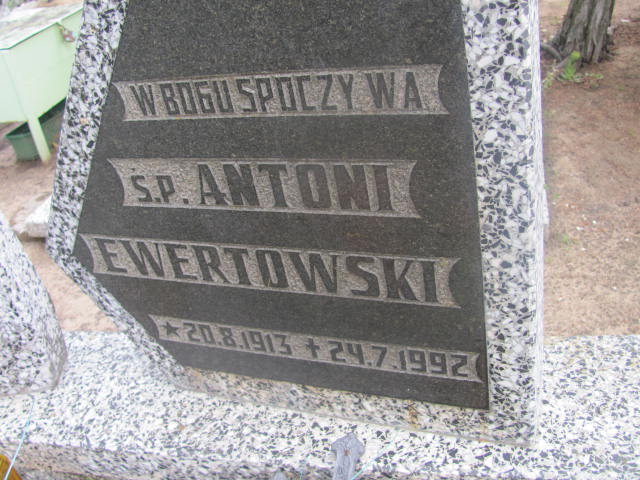 W BOGU SPOCZYWA
Ś.P. ANTONI
EWERTOWSKI
★ 20.8.1913 ✝ 24.7.1992